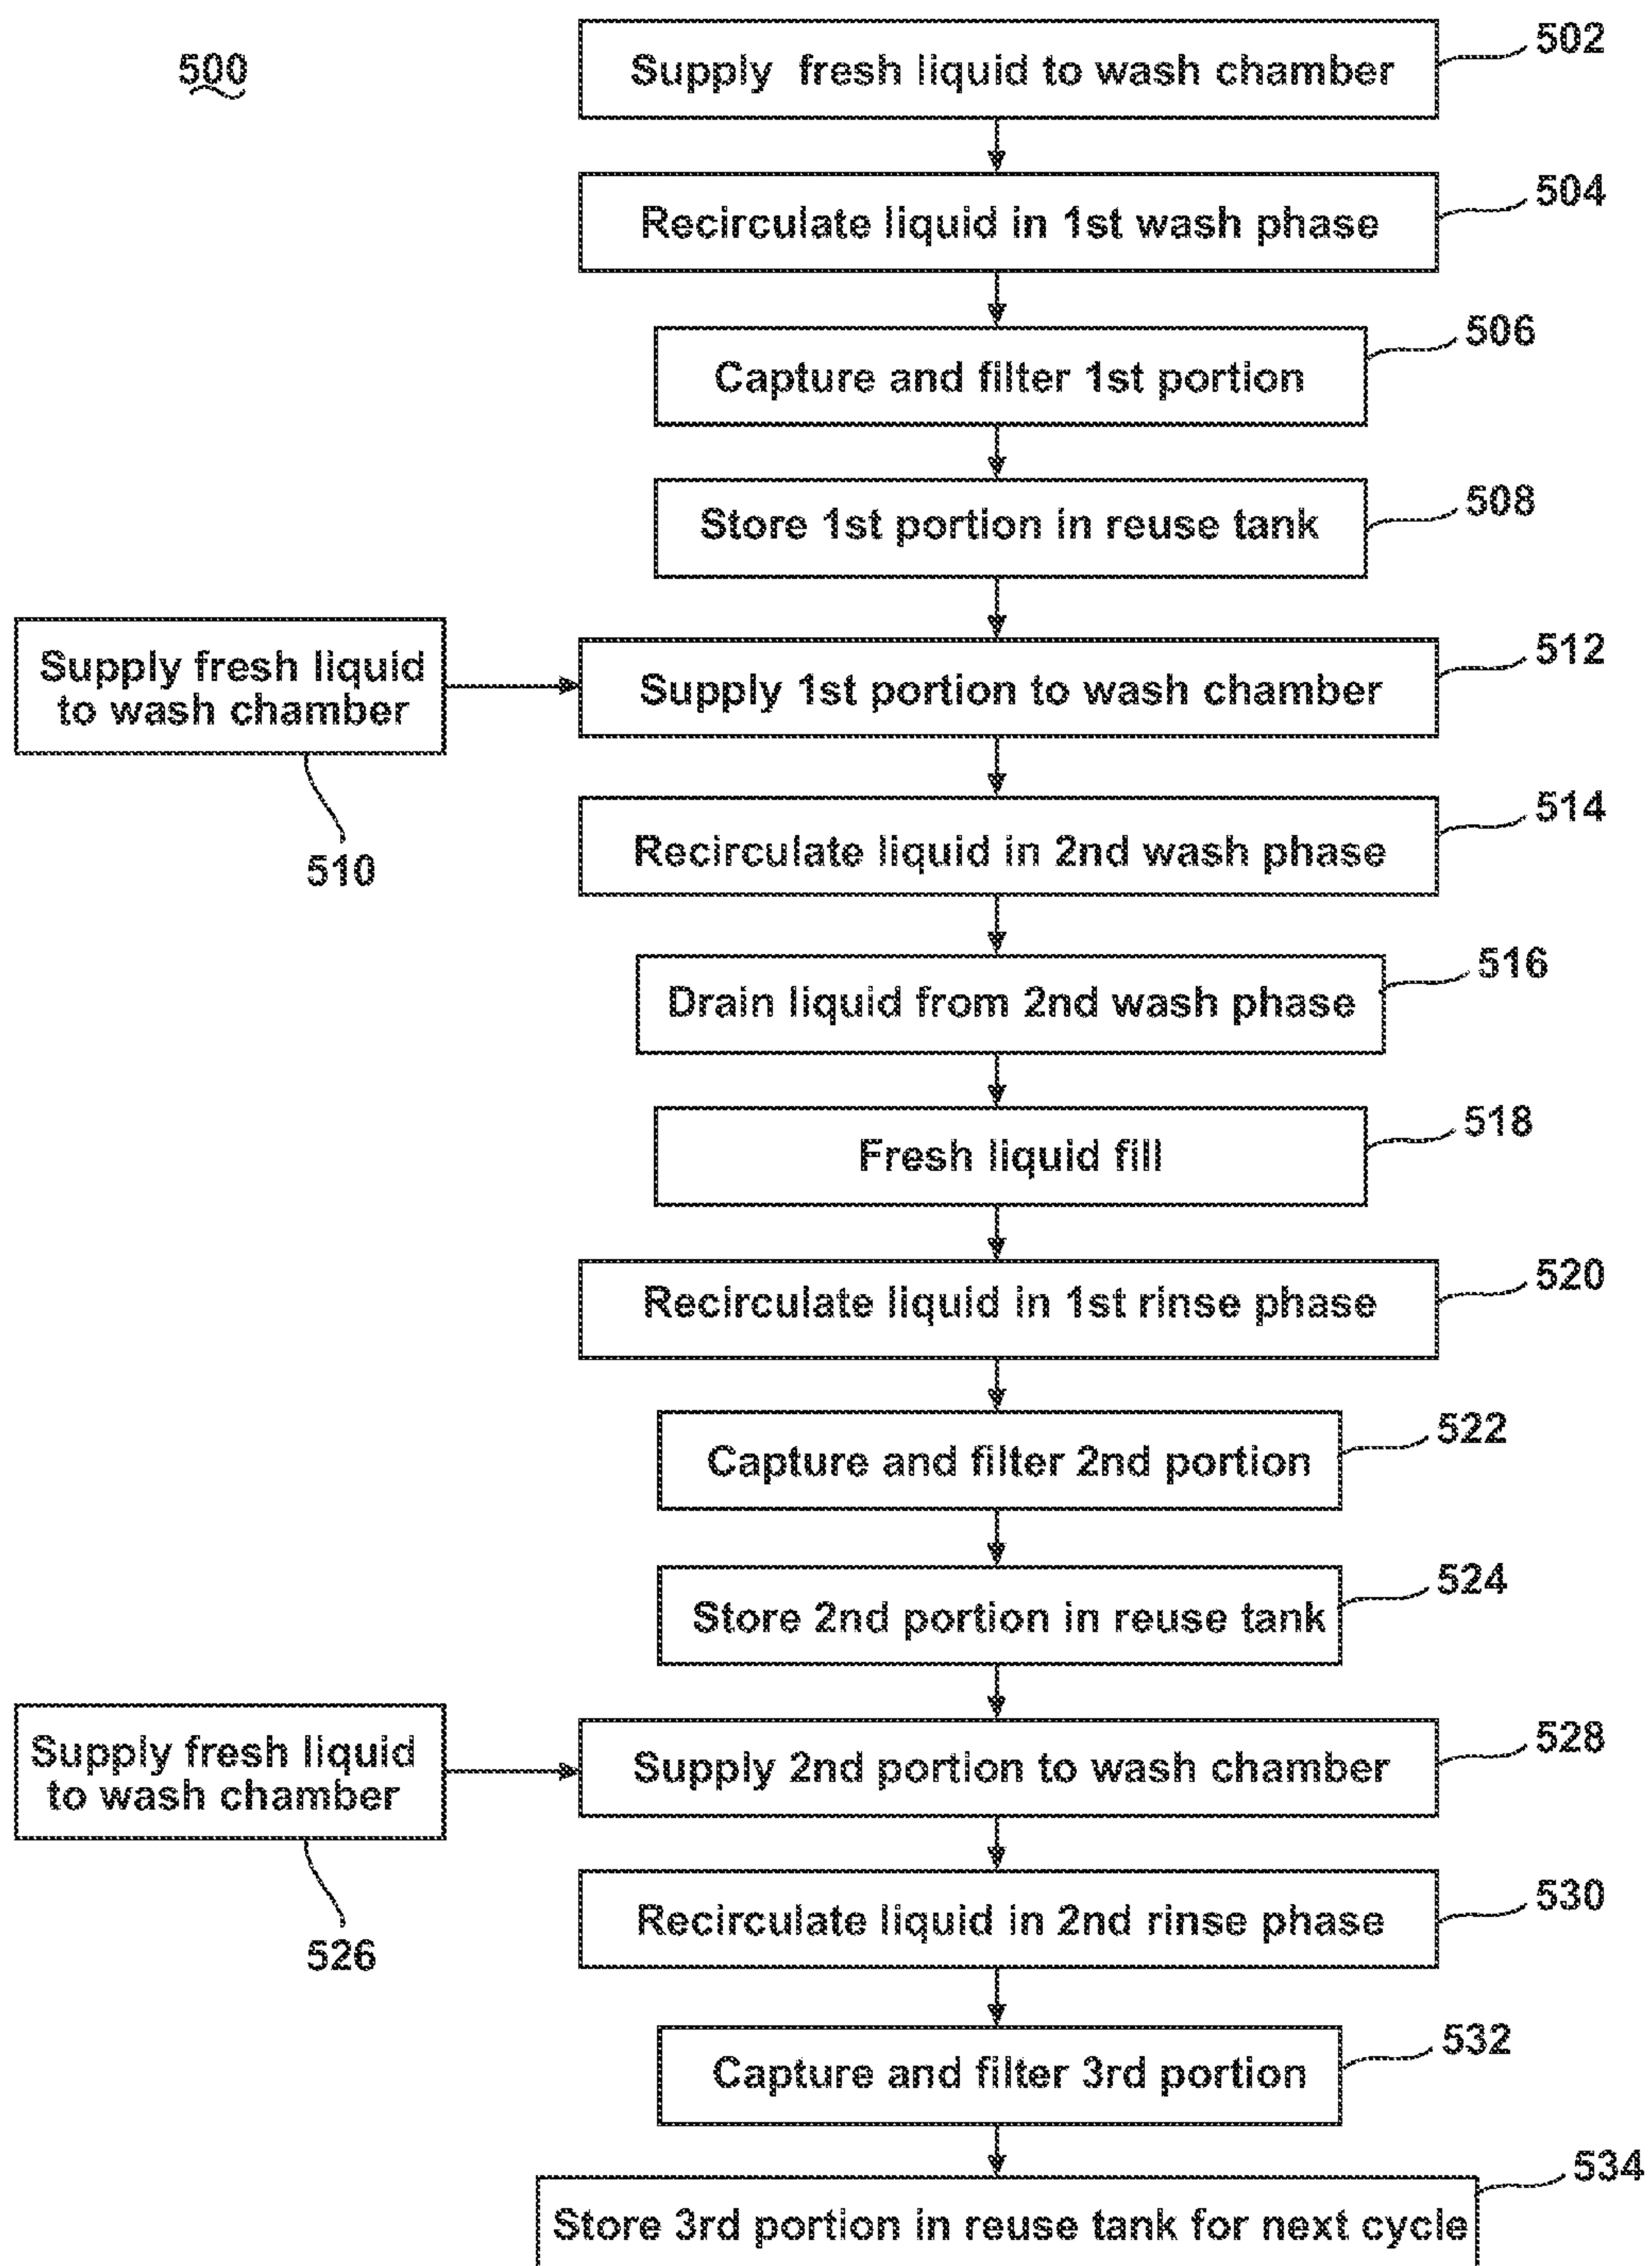 500
Supply fresh liquid to wash chamber
502
Recirculate liquid in 1st wash phase
504
Capture and filter 1st portion
506
Store 1st portion in reuse tank
508
Supply fresh liquid
to wash chamber
510
Supply 1st portion to wash chamber
512
Recirculate liquid in 2nd wash phase
514
Drain liquid from 2nd wash phase
516
Fresh liquid fill
518
Recirculate liquid in 1st rinse phase
520
Capture and filter 2nd portion
522
Store 2nd portion in reuse tank
524
Supply fresh liquid
to wash chamber
526
Supply 2nd portion to wash chamber
528
Recirculate liquid in 2nd rinse phase
530
Capture and filter 3rd portion
532
Store 3rd portion in reuse tank for next cycle
534